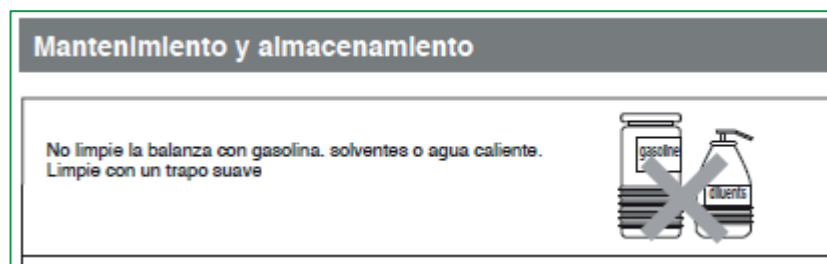 Mantenimiento y almacenamiento
No limpie la balanza con gasolina. solventes o agua caliente.
Limpie con un trapo suave
gasoline
diluents